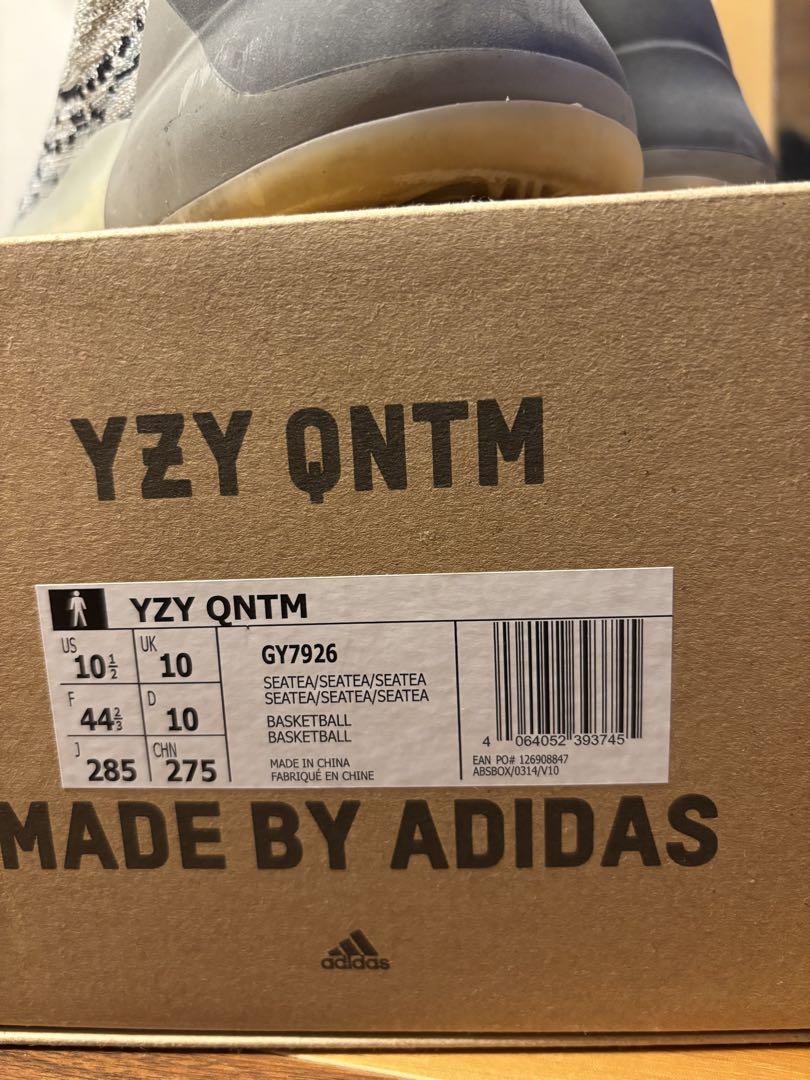 YZY QNTM
YZY QNTM
US 10½ UK 10
F 44⅔ D 10
J 285 CHN 275
GY7926
SEATEA/SEATEA/SEATEA
SEATEA/SEATEA/SEATEA
BASKETBALL
BASKETBALL
MADE IN CHINA
FABRIQUÉ EN CHINE
4 064052 393745
EAN PO# 126908847
ABSBOX/0314/V10
MADE BY ADIDAS
adidas